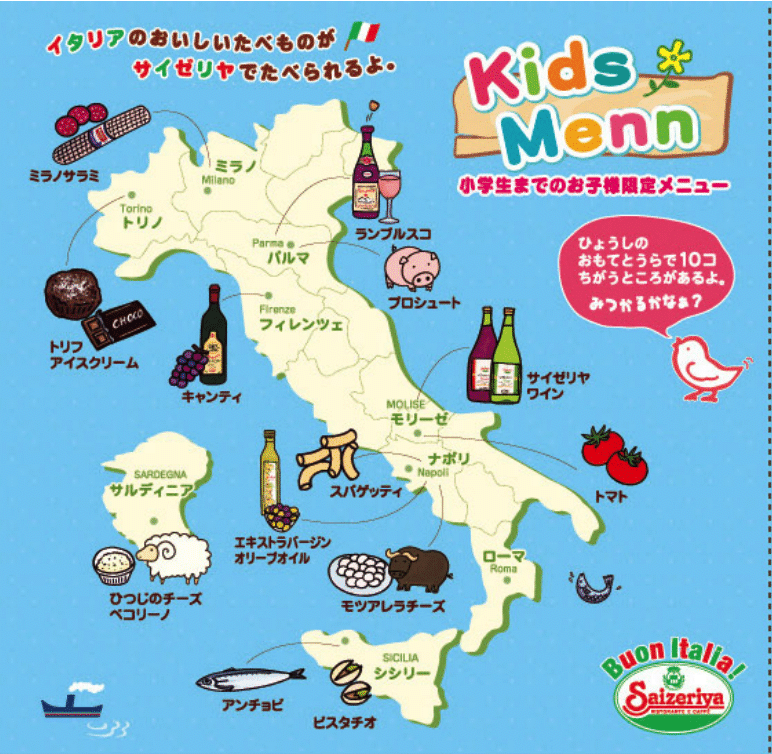 イタリアのおいしいたべものが
サイゼリヤでたべられるよ。
Kids
Menn
小学生までのお子様限定メニュー
ミラノサラミ
ミラノ
Milano
Torino
トリノ
ランブルスコ
Parma
パルマ
プロシュート
ひょうしの
おもてとうらで10コ
ちがうところがあるよ。
みつかるかなぁ?
トリフ
アイスクリーム
CHOCO
Firenze
フィレンツェ
キャンティ
サイゼリヤ
ワイン
MOLISE
モリーゼ
ナポリ
Napoli
スパゲッティ
トマト
SARDEGNA
サルディニア
エキストラバージン
オリーブオイル
ローマ
Roma
ひつじのチーズ
ペコリーノ
モツアレラチーズ
SICILIA
シシリー
アンチョビ
ピスタチオ
Buon Italia!
Saizeriya
RISTORANTE E CAFFÈ